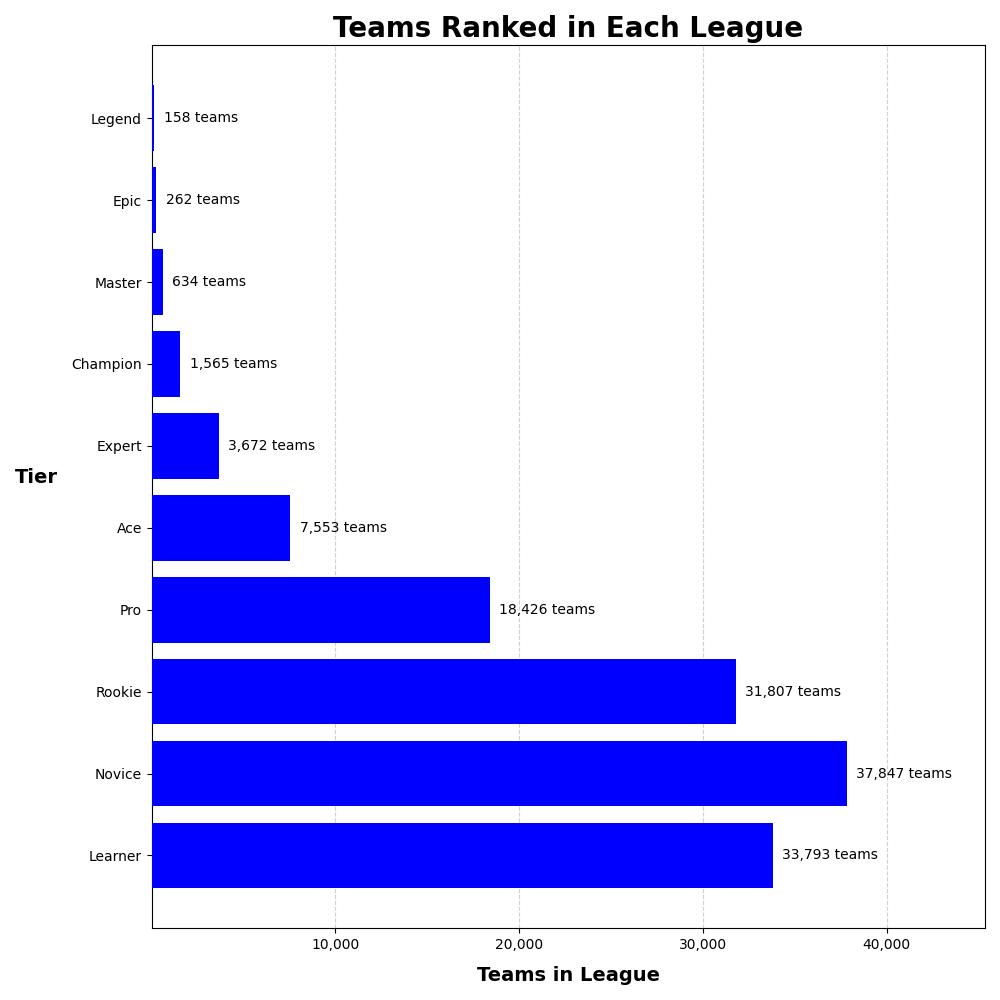 Teams Ranked in Each League
Legend 158 teams
Epic 262 teams
Master 634 teams
Champion 1,565 teams
Expert 3,672 teams
Tier
Ace 7,553 teams
Pro 18,426 teams
Rookie 31,807 teams
Novice 37,847 teams
Learner 33,793 teams
10,000 20,000 30,000 40,000
Teams in League